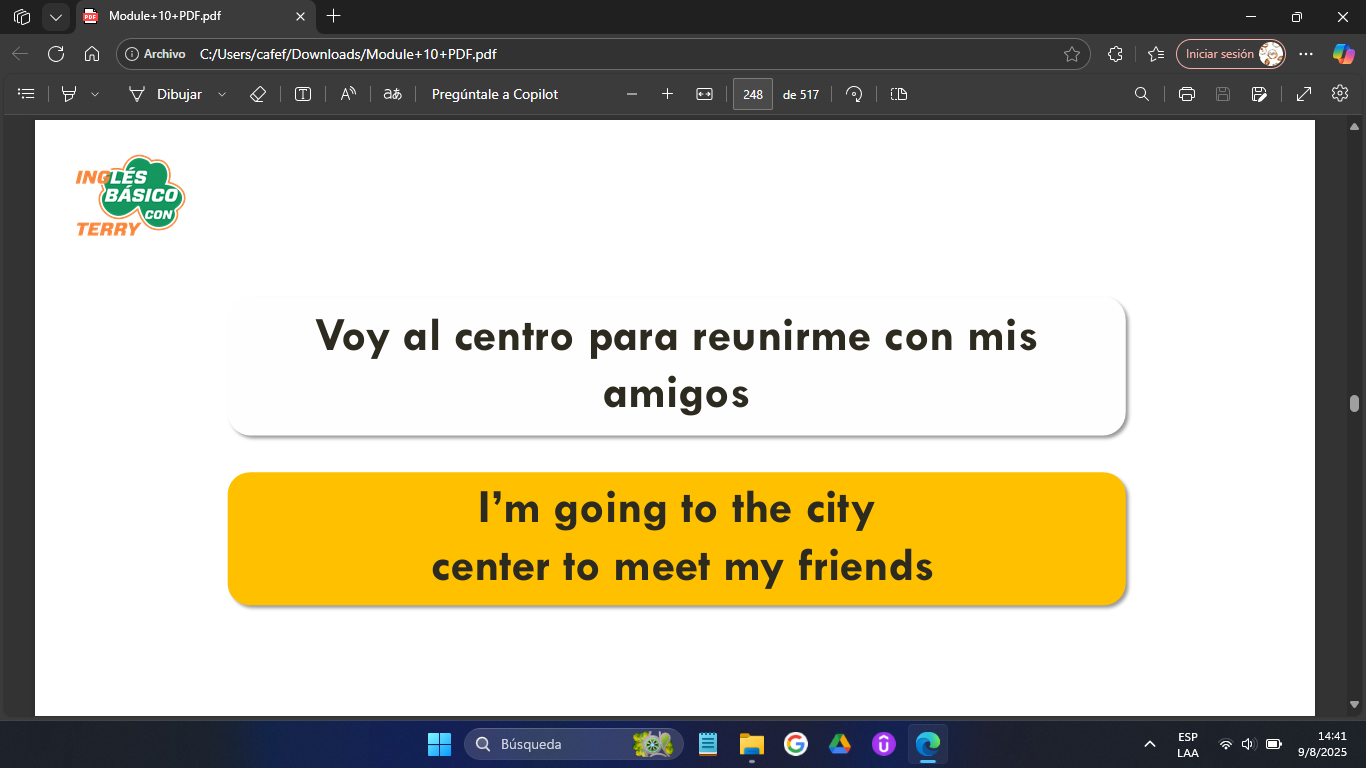 Module+10+PDF.pdf
Archivo C:/Users/cafef/Downloads/Module+10+PDF.pdf Iniciar sesión
Dibujar aあ Pregúntale a Copilot 248 de 517
INGLÉS
BÁSICO
CON
TERRY
Voy al centro para reunirme con mis
amigos
I'm going to the city
center to meet my friends
Búsqueda
ESP
LAA
14:41
9/8/2025